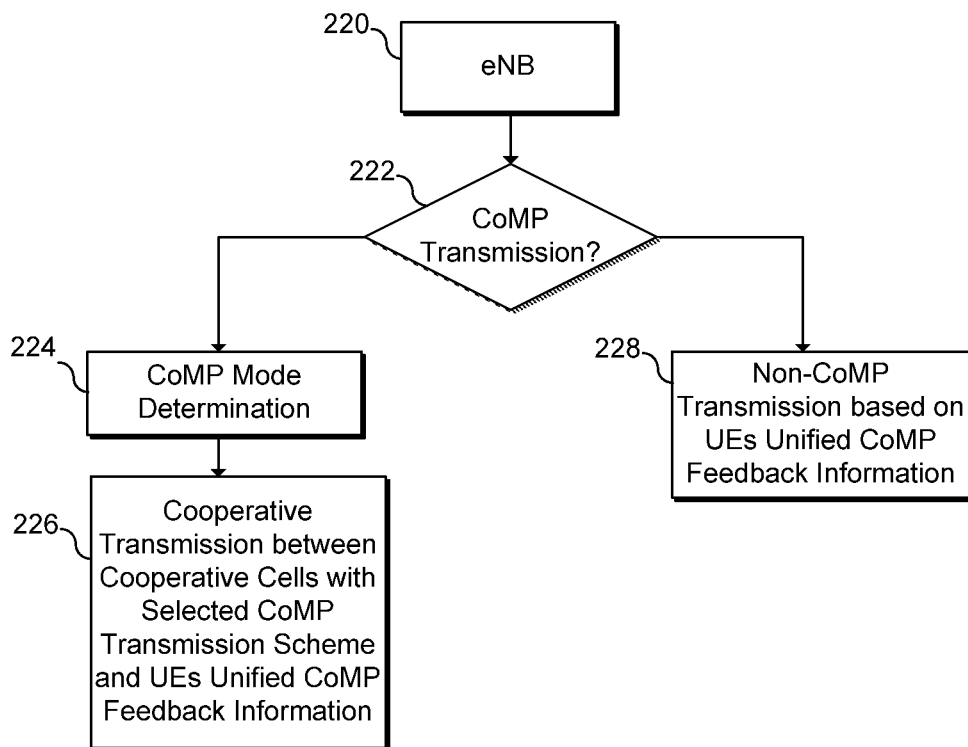 220
eNB
222
CoMP
Transmission?
224
CoMP Mode
Determination
228
Non-CoMP
Transmission based on
UEs Unified CoMP
Feedback Information
226
Cooperative
Transmission between
Cooperative Cells with
Selected CoMP
Transmission Scheme
and UEs Unified CoMP
Feedback Information